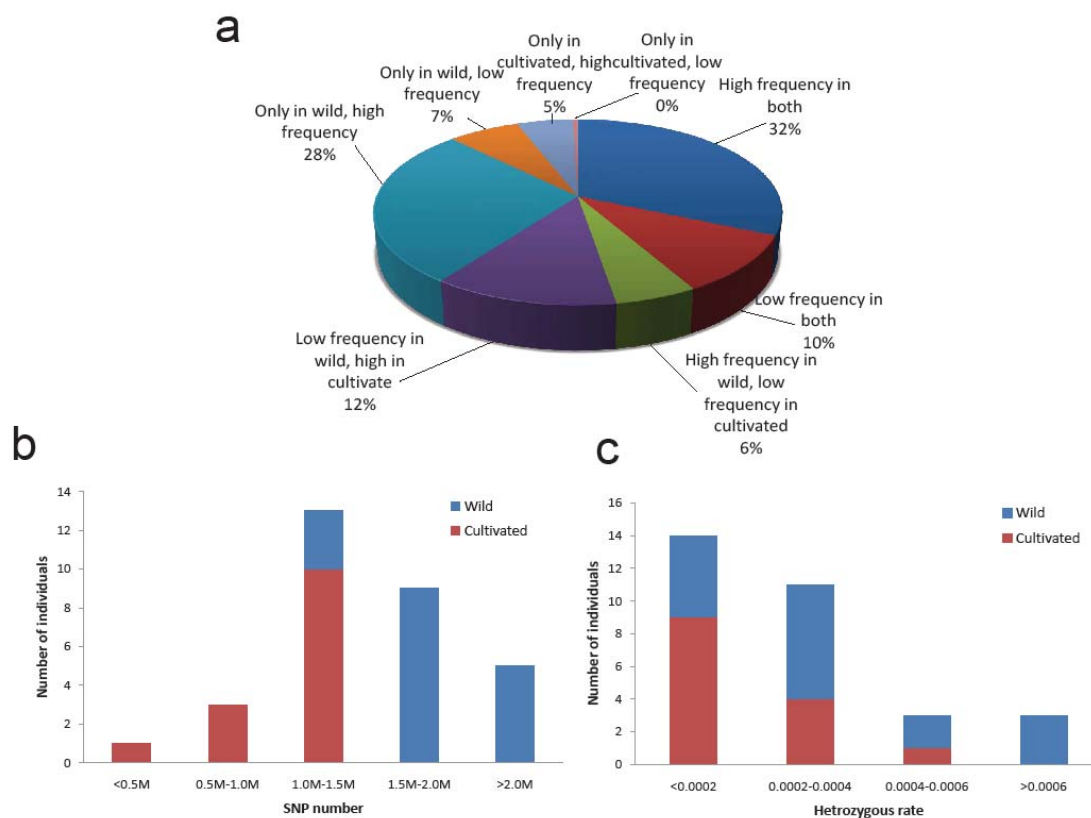 a
Only in
cultivated, high
frequency
5%
Only in
cultivated, low
frequency
0%
High frequency in
both
32%
Only in wild, low
frequency
7%
Only in wild, high
frequency
28%
Low frequency in
both
10%
Low frequency in
wild, high in
cultivate
12%
High frequency in
wild, low
frequency in
cultivated
6%
b
Number of individuals
14
12
10
8
6
4
2
0
Wild
Cultivated
<0.5M 0.5M-1.0M 1.0M-1.5M 1.5M-2.0M >2.0M
SNP number
c
Number of individuals
16
14
12
10
8
6
4
2
0
Wild
Cultivated
<0.0002 0.0002-0.0004 0.0004-0.0006 >0.0006
Hetrozygous rate